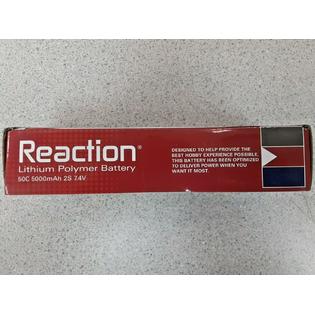 Reaction®
Lithium Polymer Battery
50C 5000mAh 2S 7.4V
DESIGNED TO HELP PROVIDE THE
BEST HOBBY EXPERIENCE POSSIBLE.
THIS BATTERY HAS BEEN OPTIMIZED
TO DELIVER POWER WHEN YOU
WANT IT MOST.